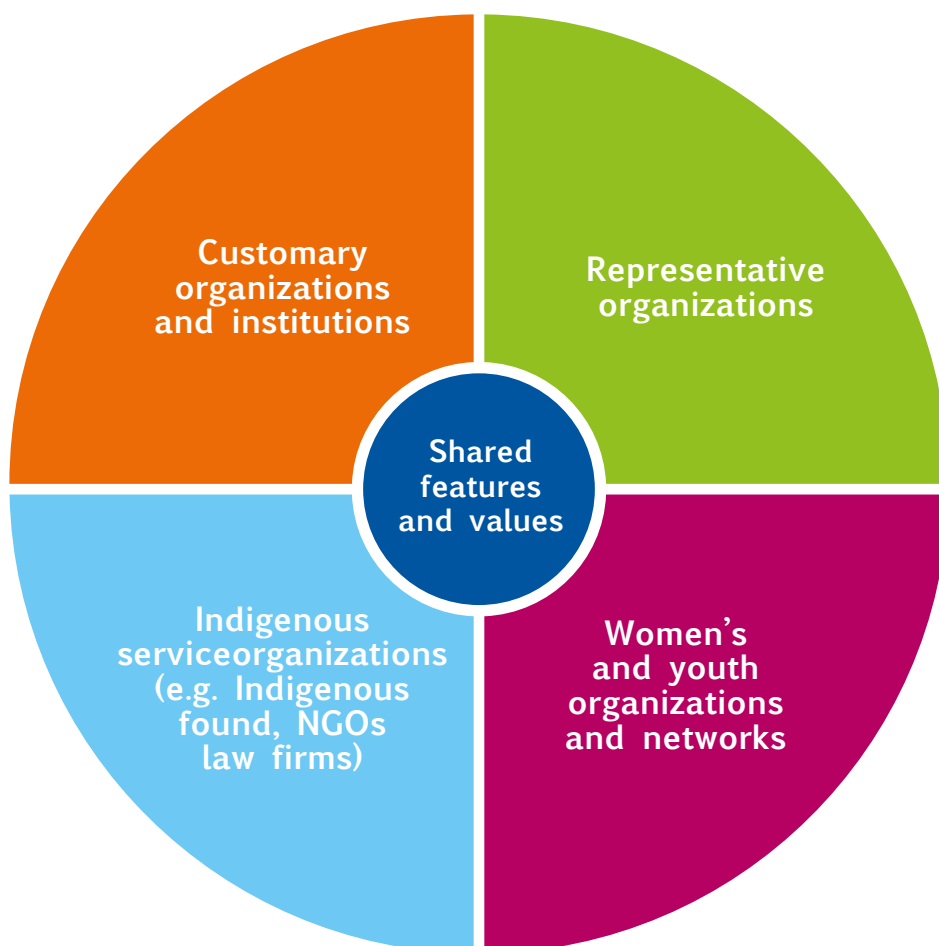 Customary
organizations
and institutions
Representative
organizations
Shared
features
and values
Indigenous
serviceorganizations
(e.g. Indigenous
found, NGOs
law firms)
Women's
and youth
organizations
and networks